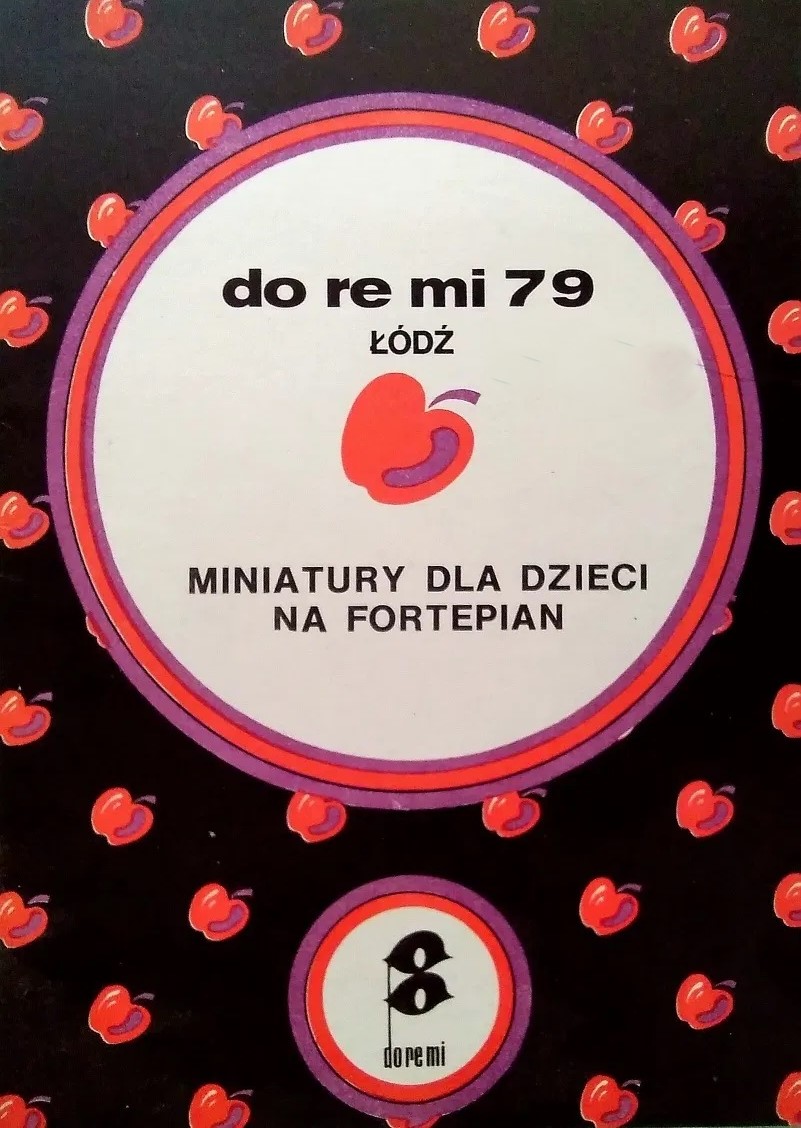 do re mi 79
ŁÓDŹ
MINIATURY DLA DZIECI
NA FORTEPIAN
do re mi